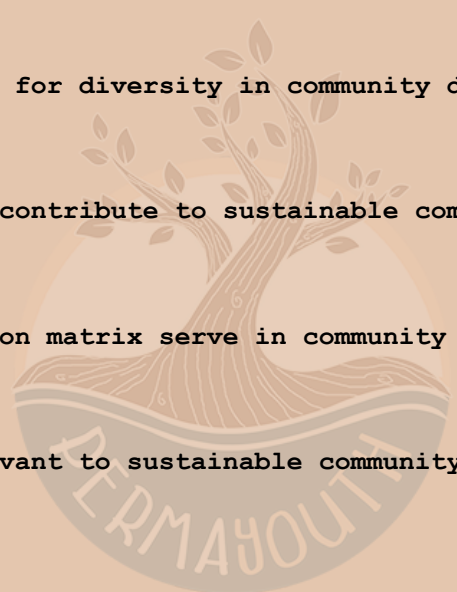 for diversity in community d
contribute to sustainable com
on matrix serve in community
vant to sustainable community
PERMAYOUTH